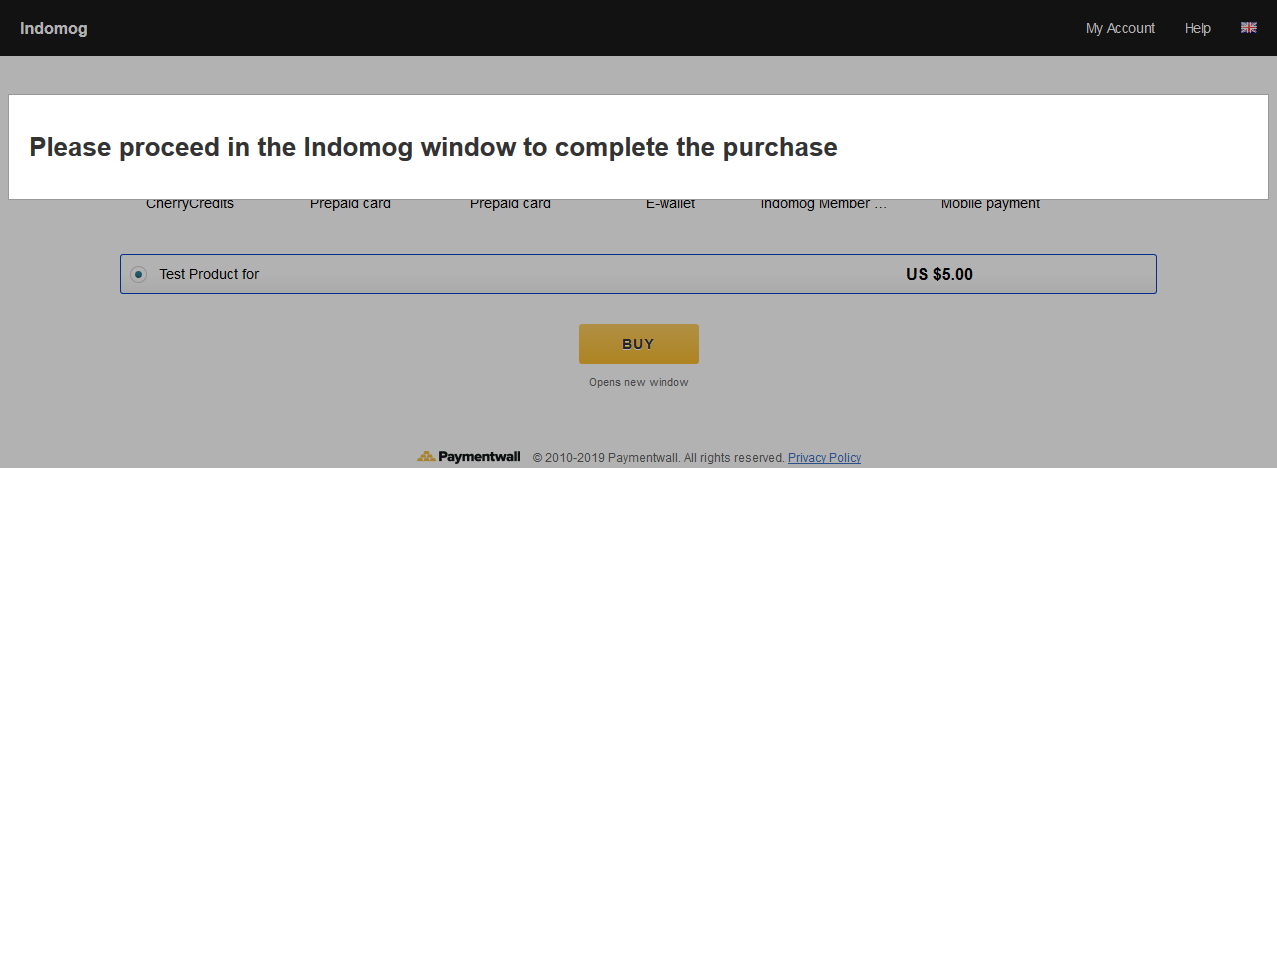 Indomog
My Account
Help
Please proceed in the Indomog window to complete the purchase
CherryCredits
Prepaid card
Prepaid card
E-wallet
Indomog Member ...
Mobile payment
Test Product for
US $5.00
BUY
Opens new window
Paymentwall
© 2010-2019 Paymentwall. All rights reserved. Privacy Policy